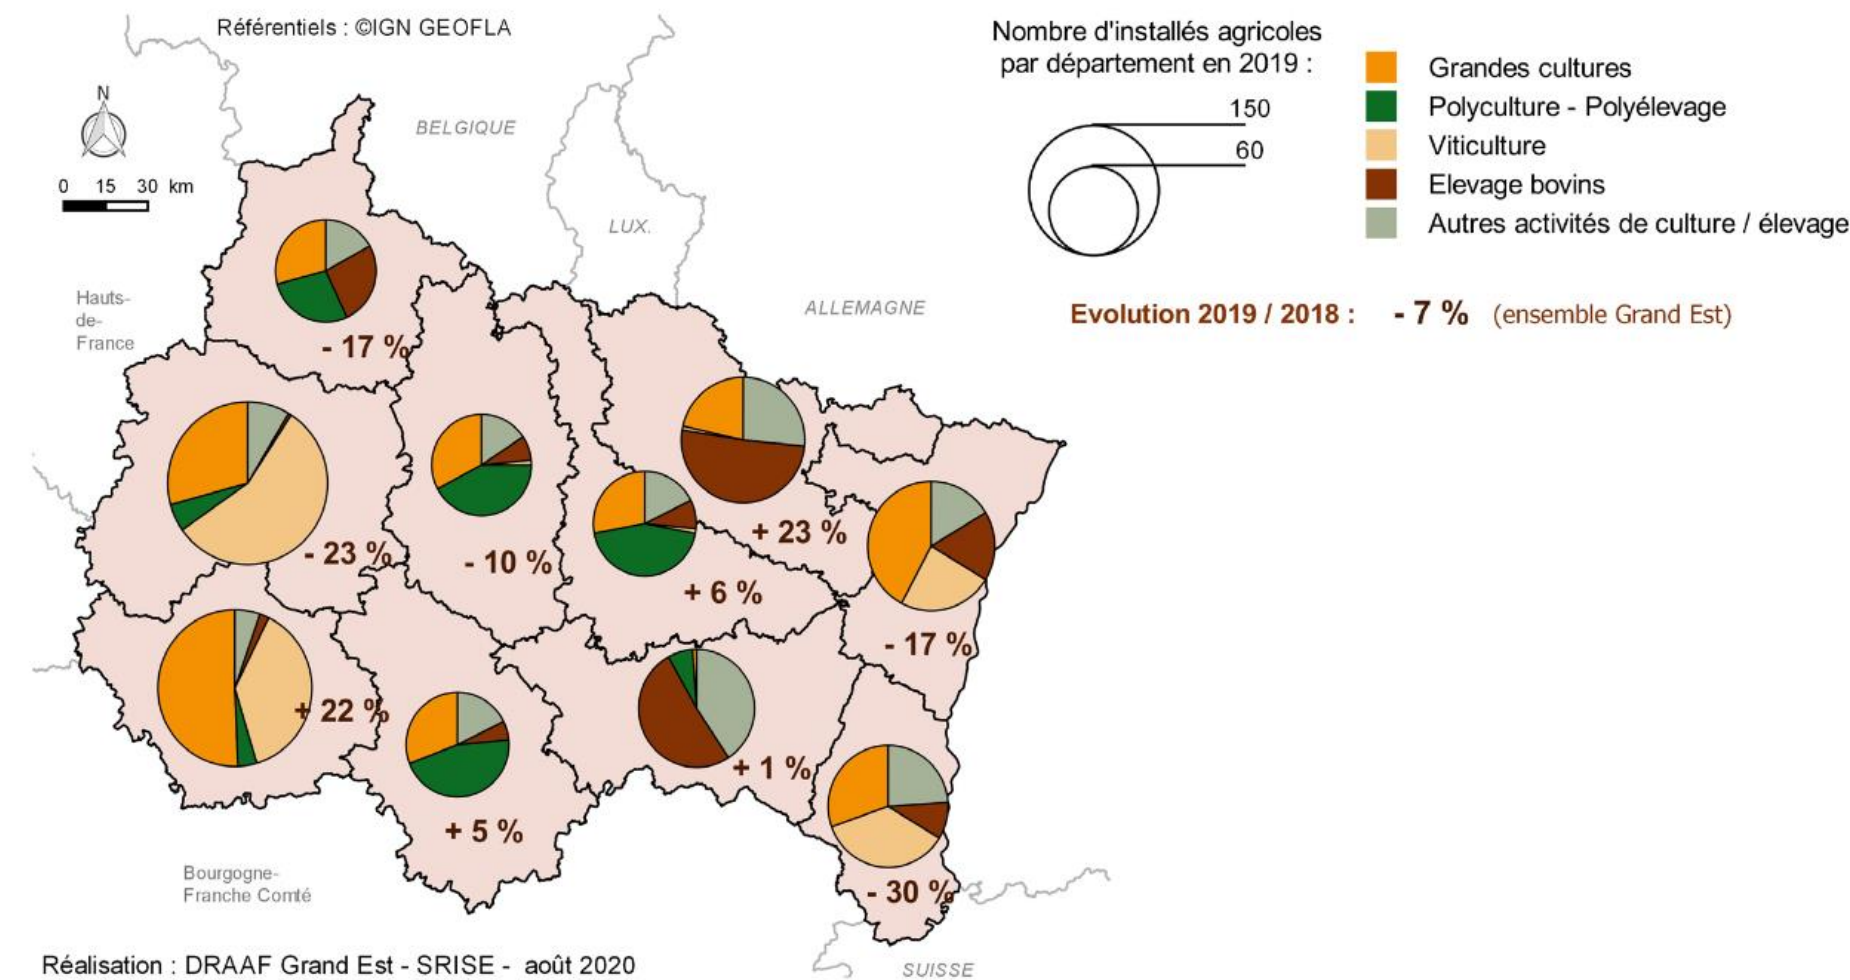 Référentiels : ©IGN GEOFLA
Nombre d'installés agricoles
par département en 2019 :
150
60
Grandes cultures
Polyculture - Polyélevage
Viticulture
Elevage bovins
Autres activités de culture / élevage
Evolution 2019 / 2018 : - 7 % (ensemble Grand Est)
N
0 15 30 km
BELGIQUE
LUX.
ALLEMAGNE
Hauts-
de-
France
- 17 %
- 23 %
- 10 %
+ 23 %
+ 6 %
- 17 %
+ 22 %
+ 1 %
+ 5 %
- 30 %
Bourgogne-
Franche Comté
SUISSE
Réalisation : DRAAF Grand Est - SRISE - août 2020